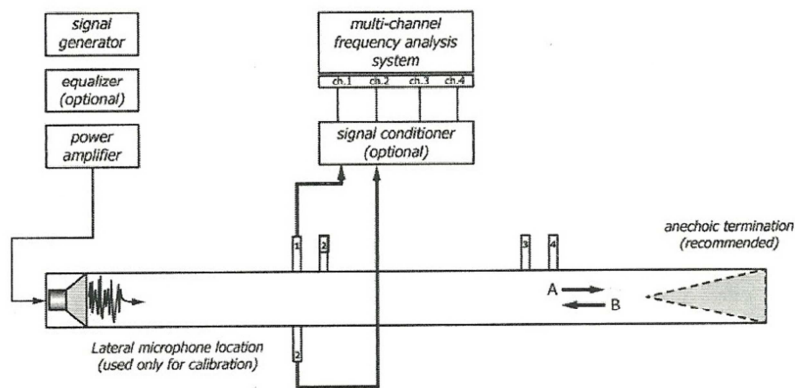 signal
generator
equalizer
(optional)
power
amplifier
multi-channel
frequency analysis
system
ch.1 ch.2 ch.3 ch.4
signal conditioner
(optional)
1 2
3 4
anechoic termination
(recommended)
A
B
Lateral microphone location
(used only for calibration)
2